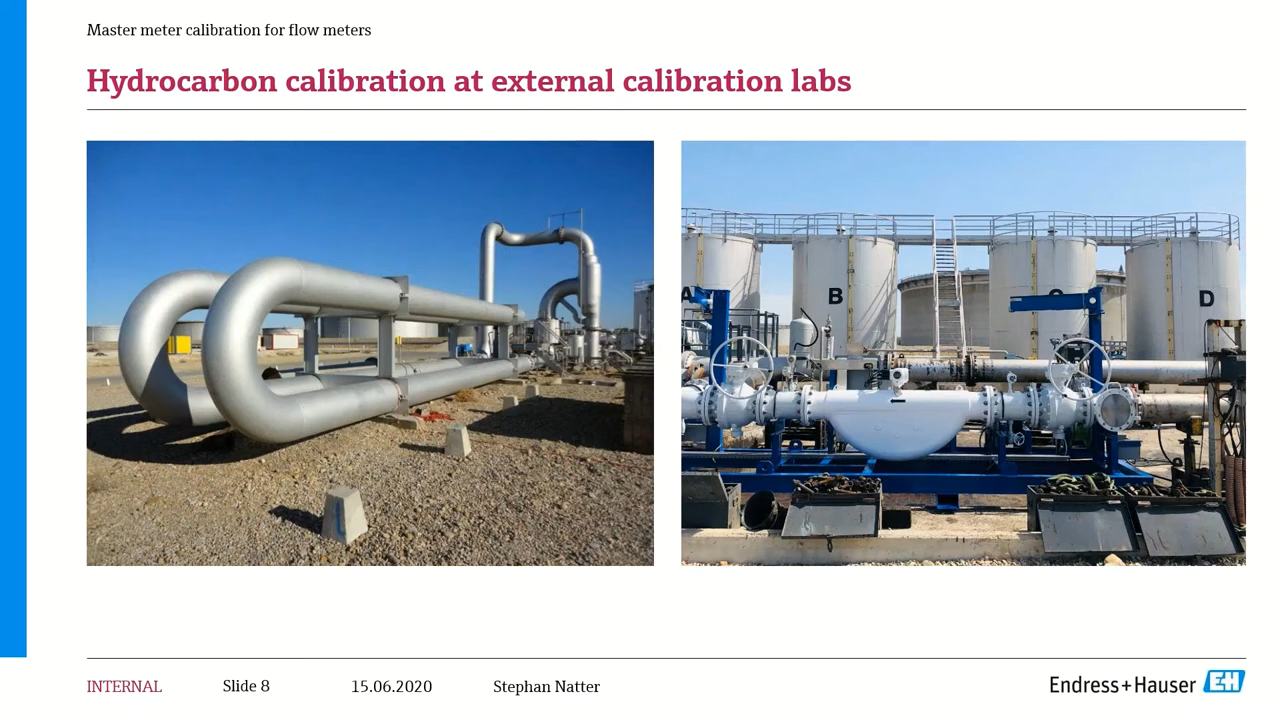 Master meter calibration for flow meters
Hydrocarbon calibration at external calibration labs
A
B
C
D
INTERNAL
Slide 8
15.06.2020
Stephan Natter
Endress+Hauser
EH